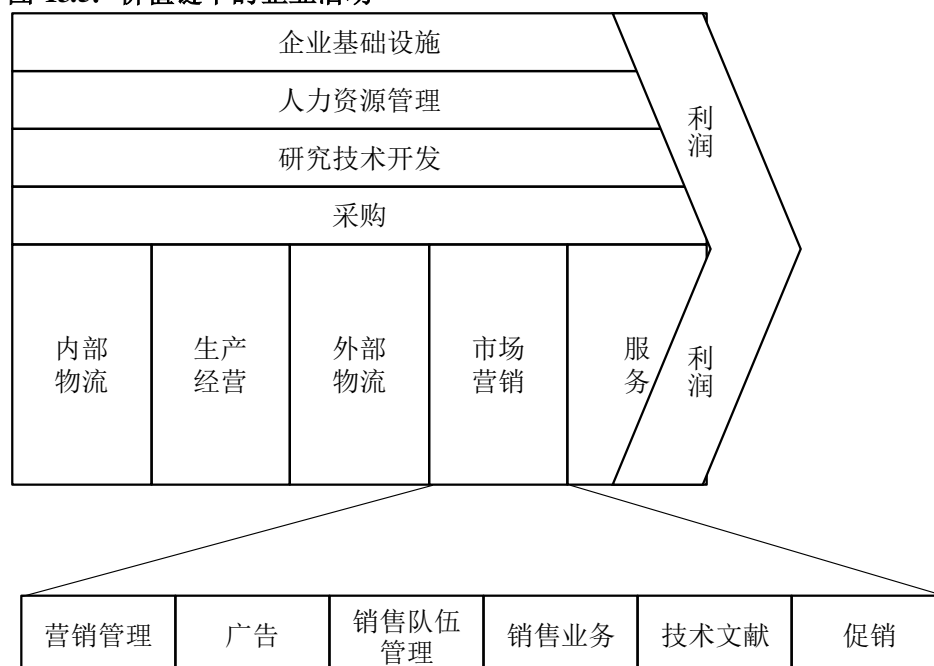 企业基础设施
人力资源管理
研究技术开发
采购
利
润
内部
物流
生产
经营
外部
物流
市场
营销
服
务
利
润
营销管理
广告
销售队伍
管理
销售业务
技术文献
促销